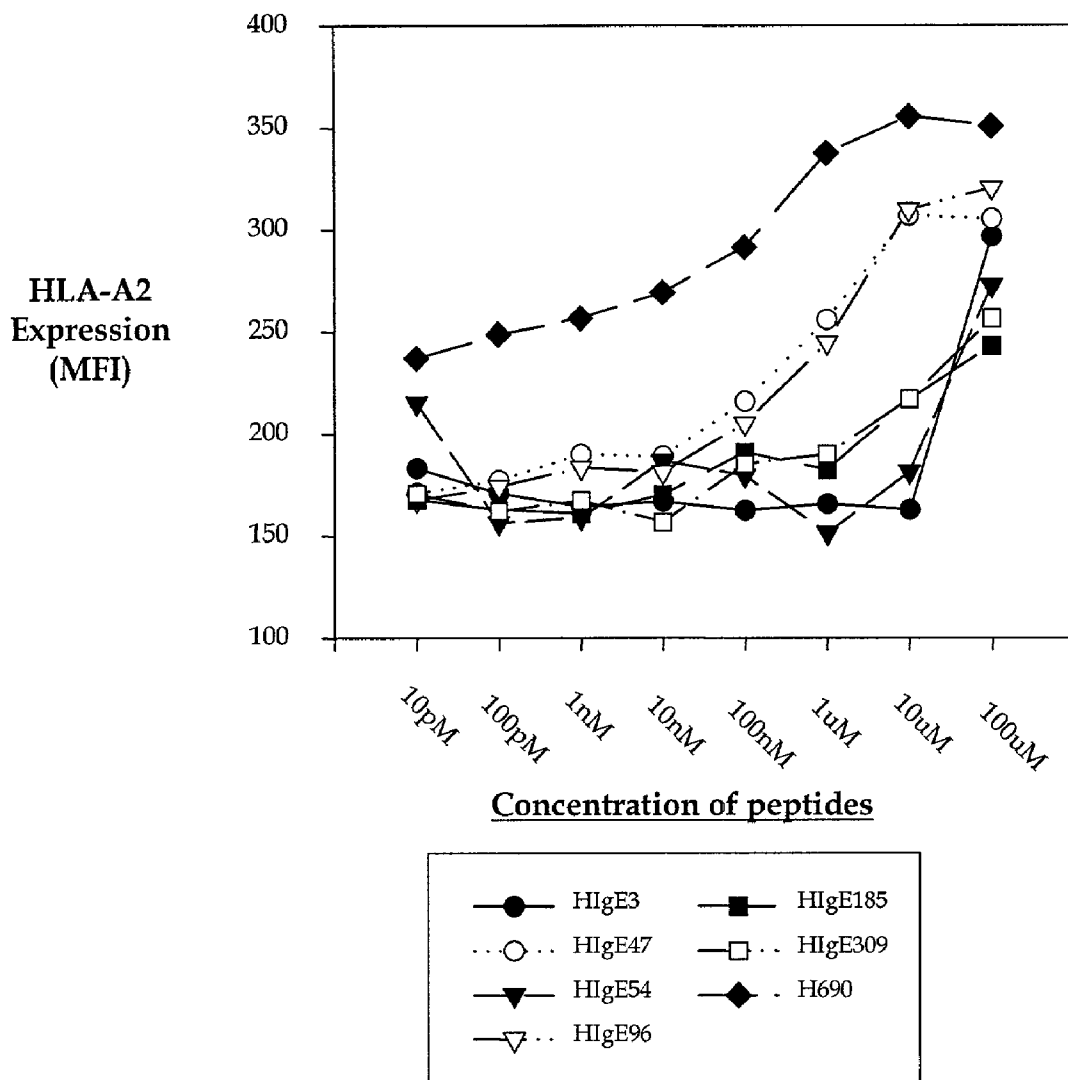 400
350
300
250
200
150
100
HLA-A2
Expression
(MFI)
10pM
100pM
1nM
10nM
100nM
1uM
10uM
100uM
Concentration of peptides
HIgE3
HIgE47
HIgE54
HIgE96
HIgE185
HIgE309
H690